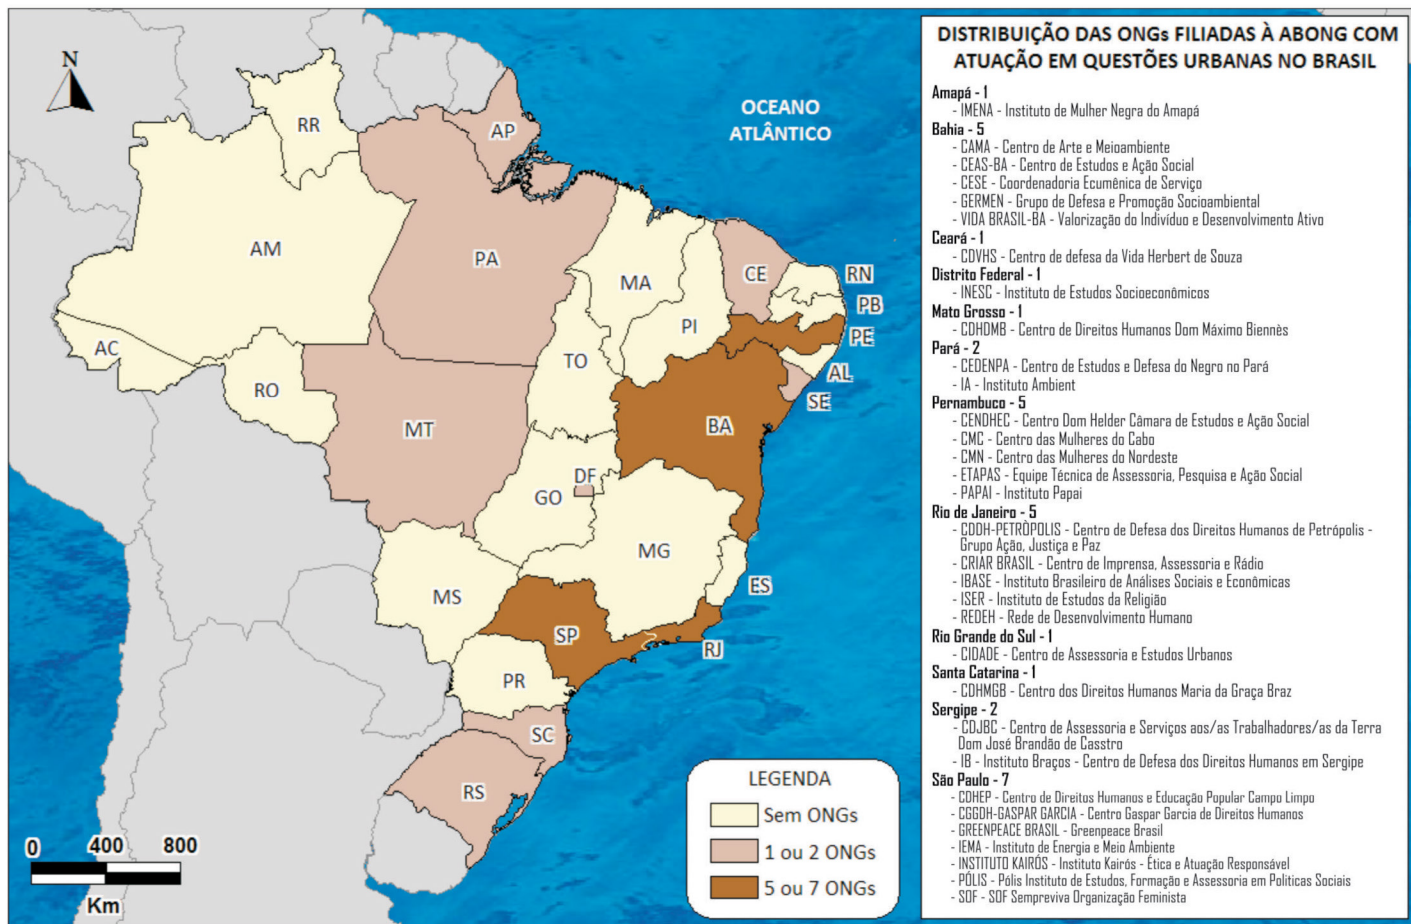 DISTRIBUIÇÃO DAS ONGs FILIADAS À ABONG COM
ATUAÇÃO EM QUESTÕES URBANAS NO BRASIL
Amapá - 1
- IMENA - Instituto de Mulher Negra do Amapá
Bahia - 5
- CAMA - Centro de Arte e Meioambiente
- CEAS-BA - Centro de Estudos e Ação Social
- CESE - Coordenadoria Ecumênica de Serviço
- GERMEN - Grupo de Defesa e Promoção Socioambiental
- VIDA BRASIL-BA - Valorização do Indivíduo e Desenvolvimento Ativo
Ceará - 1
- CDVHS - Centro de defesa da Vida Herbert de Souza
Distrito Federal - 1
- INESC - Instituto de Estudos Socioeconômicos
Mato Grosso - 1
- CDHDMB - Centro de Direitos Humanos Dom Máximo Biennès
Pará - 2
- CEDENPA - Centro de Estudos e Defesa do Negro no Pará
- IA - Instituto Ambient
Pernambuco - 5
- CENDHEC - Centro Dom Helder Câmara de Estudos e Ação Social
- CMC - Centro das Mulheres do Cabo
- CMN - Centro das Mulheres do Nordeste
- ETAPAS - Equipe Técnica de Assessoria, Pesquisa e Ação Social
- PAPAI - Instituto Papai
Rio de Janeiro - 5
- CDDH-PETRÒPOLIS - Centro de Defesa dos Direitos Humanos de Petrópolis -
Grupo Ação, Justiça e Paz
- CRIAR BRASIL - Centro de Imprensa, Assessoria e Rádio
- IBASE - Instituto Brasileiro de Análises Sociais e Econômicas
- ISER - Instituto de Estudos da Religião
- REDEH - Rede de Desenvolvimento Humano
Rio Grande do Sul - 1
- CIDADE - Centro de Assessoria e Estudos Urbanos
Santa Catarina - 1
- CDHMGB - Centro dos Direitos Humanos Maria da Graça Braz
Sergipe - 2
- CDJBC - Centro de Assessoria e Serviços aos/as Trabalhadores/as da Terra
Dom José Brandão de Casstro
- IB - Instituto Braços - Centro de Defesa dos Direitos Humanos em Sergipe
São Paulo - 7
- CDHEP - Centro de Direitos Humanos e Educação Popular Campo Limpo
- CGGDH-GASPAR GARCIA - Centro Gaspar Garcia de Direitos Humanos
- GREENPEACE BRASIL - Greenpeace Brasil
- IEMA - Instituto de Energia e Meio Ambiente
- INSTITUTO KAIRÓS - Instituto Kairós - Ética e Atuação Responsável
- PÓLIS - Pólis Instituto de Estudos, Formação e Assessoria em Politicas Sociais
- SOF - SOF Sempreviva Organização Feminista
N
OCEANO
ATLÂNTICO
RR
AP
AM
PA
MA
CE
RN
PB
PI
PE
AC
TO
AL
RO
SE
BA
MT
DF
GO
MG
ES
MS
SP
RJ
PR
SC
RS
LEGENDA
Sem ONGs
1 ou 2 ONGs
5 ou 7 ONGs
0 400 800
Km